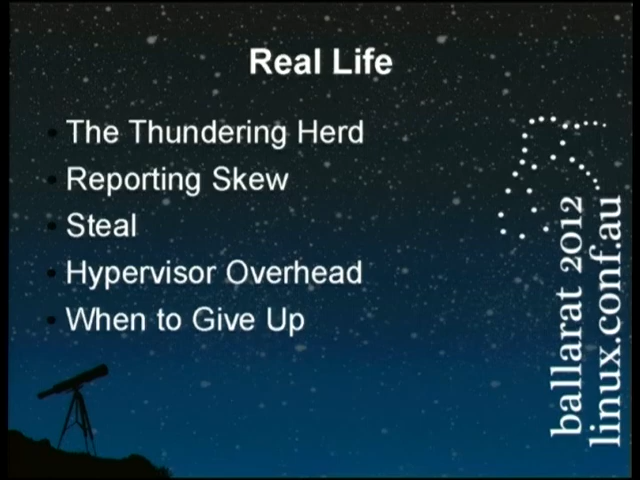 Real Life
The Thundering Herd
Reporting Skew
Steal
Hypervisor Overhead
When to Give Up
ballarat 2012
linux.conf.au